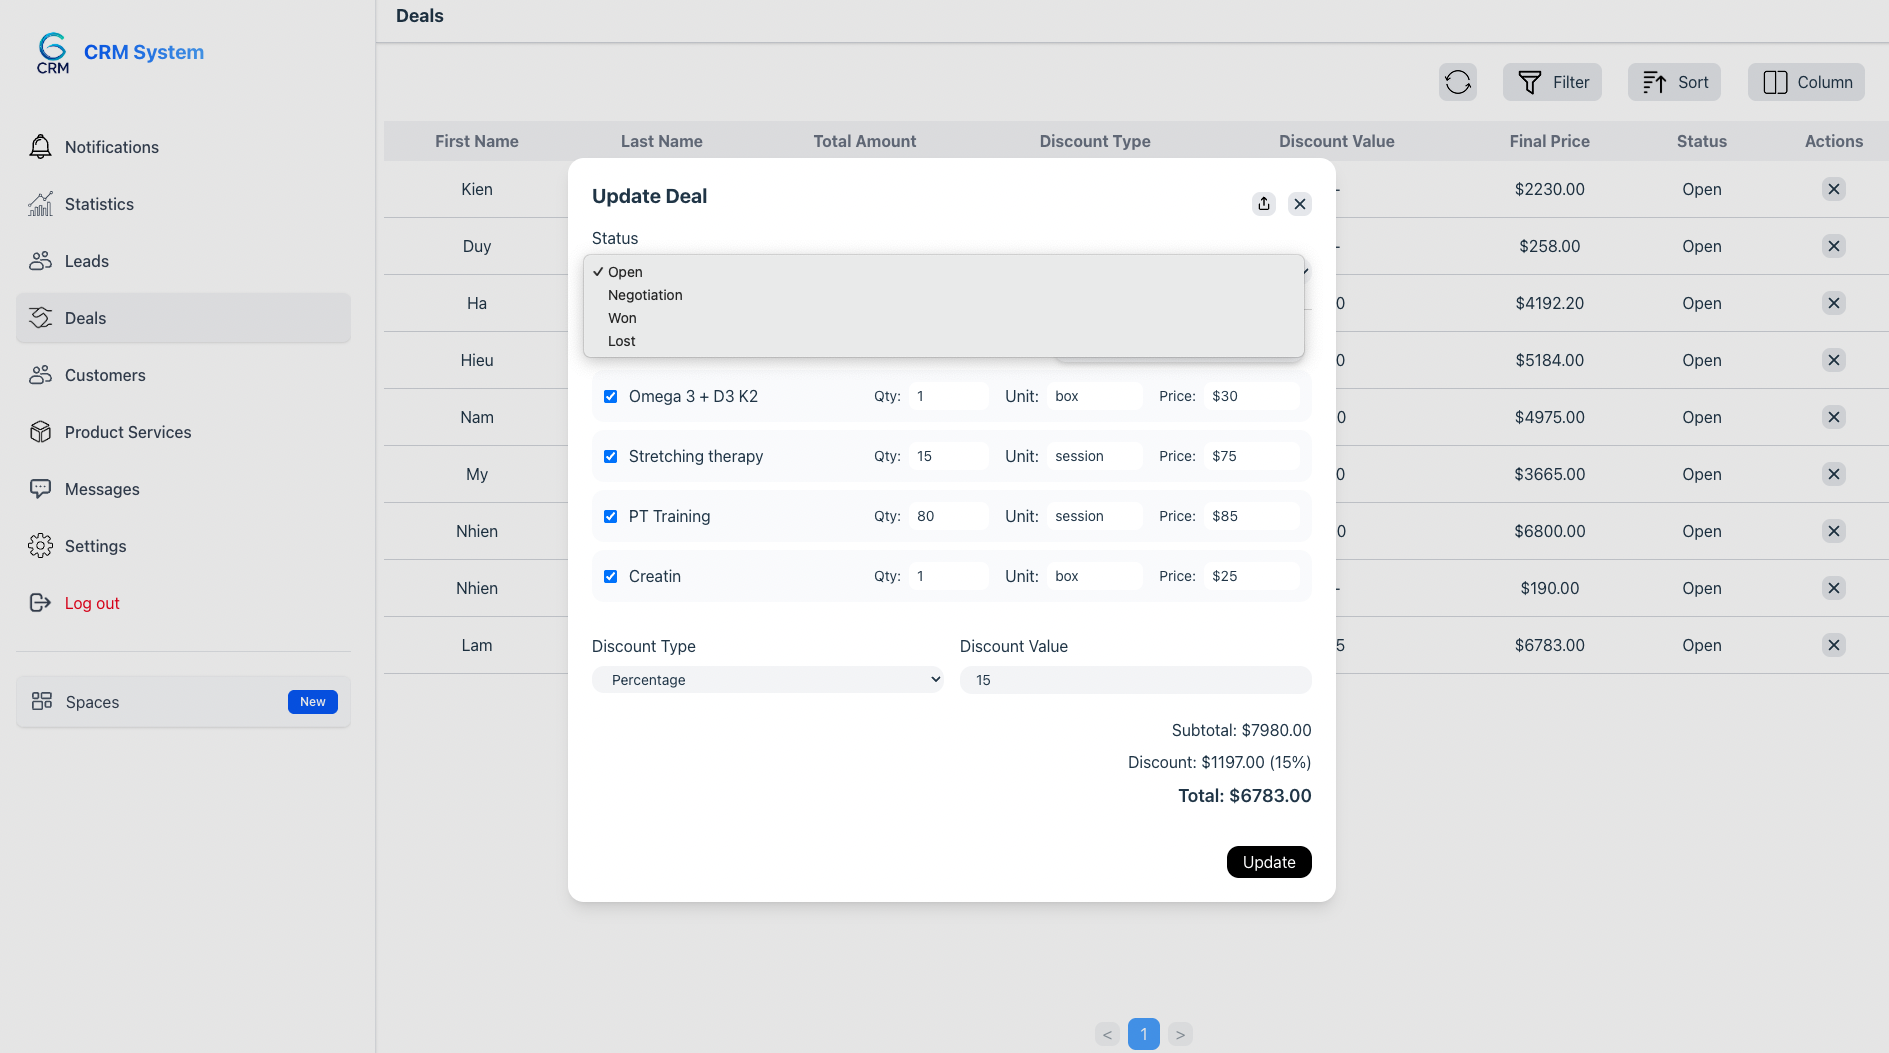 Deals
CRM
CRM System
Notifications
Statistics
Leads
Deals
Customers
Product Services
Messages
Settings
Log out
Spaces New
Filter Sort Column
First Name Last Name Total Amount Discount Type Discount Value Final Price Status Actions
Kien - $2230.00 Open
Duy - $258.00 Open
Ha 0 $4192.20 Open
Hieu 0 $5184.00 Open
Nam 0 $4975.00 Open
My 0 $3665.00 Open
Nhien 0 $6800.00 Open
Nhien - $190.00 Open
Lam 5 $6783.00 Open
Update Deal
Status
✓ Open
Negotiation
Won
Lost
Omega 3 + D3 K2 Qty: 1 Unit: box Price: $30
Stretching therapy Qty: 15 Unit: session Price: $75
PT Training Qty: 80 Unit: session Price: $85
Creatin Qty: 1 Unit: box Price: $25
Discount Type Discount Value
Percentage 15
Subtotal: $7980.00
Discount: $1197.00 (15%)
Total: $6783.00
Update
< 1 >